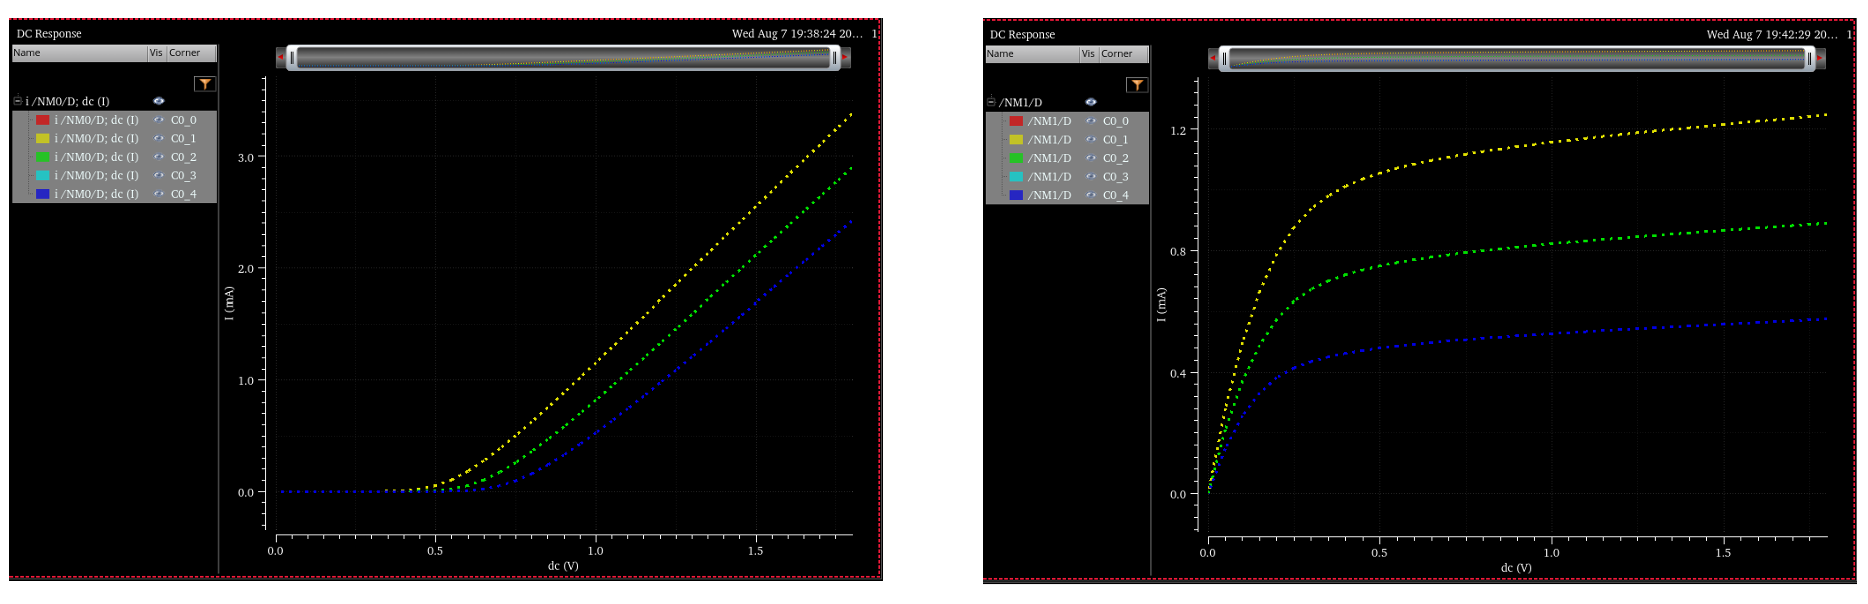 DC Response Wed Aug 7 19:38:24 20... 1
Name Vis Corner
i /NM0/D; dc (I)
i /NM0/D; dc (I) C0_0
i /NM0/D; dc (I) C0_1
i /NM0/D; dc (I) C0_2
i /NM0/D; dc (I) C0_3
i /NM0/D; dc (I) C0_4
I (mA)
3.0
2.0
1.0
0.0
0.0 0.5 1.0 1.5
dc (V)
DC Response Wed Aug 7 19:42:29 20... 1
Name Vis Corner
/NM1/D
/NM1/D C0_0
/NM1/D C0_1
/NM1/D C0_2
/NM1/D C0_3
/NM1/D C0_4
I (mA)
1.2
0.8
0.4
0.0
0.0 0.5 1.0 1.5
dc (V)